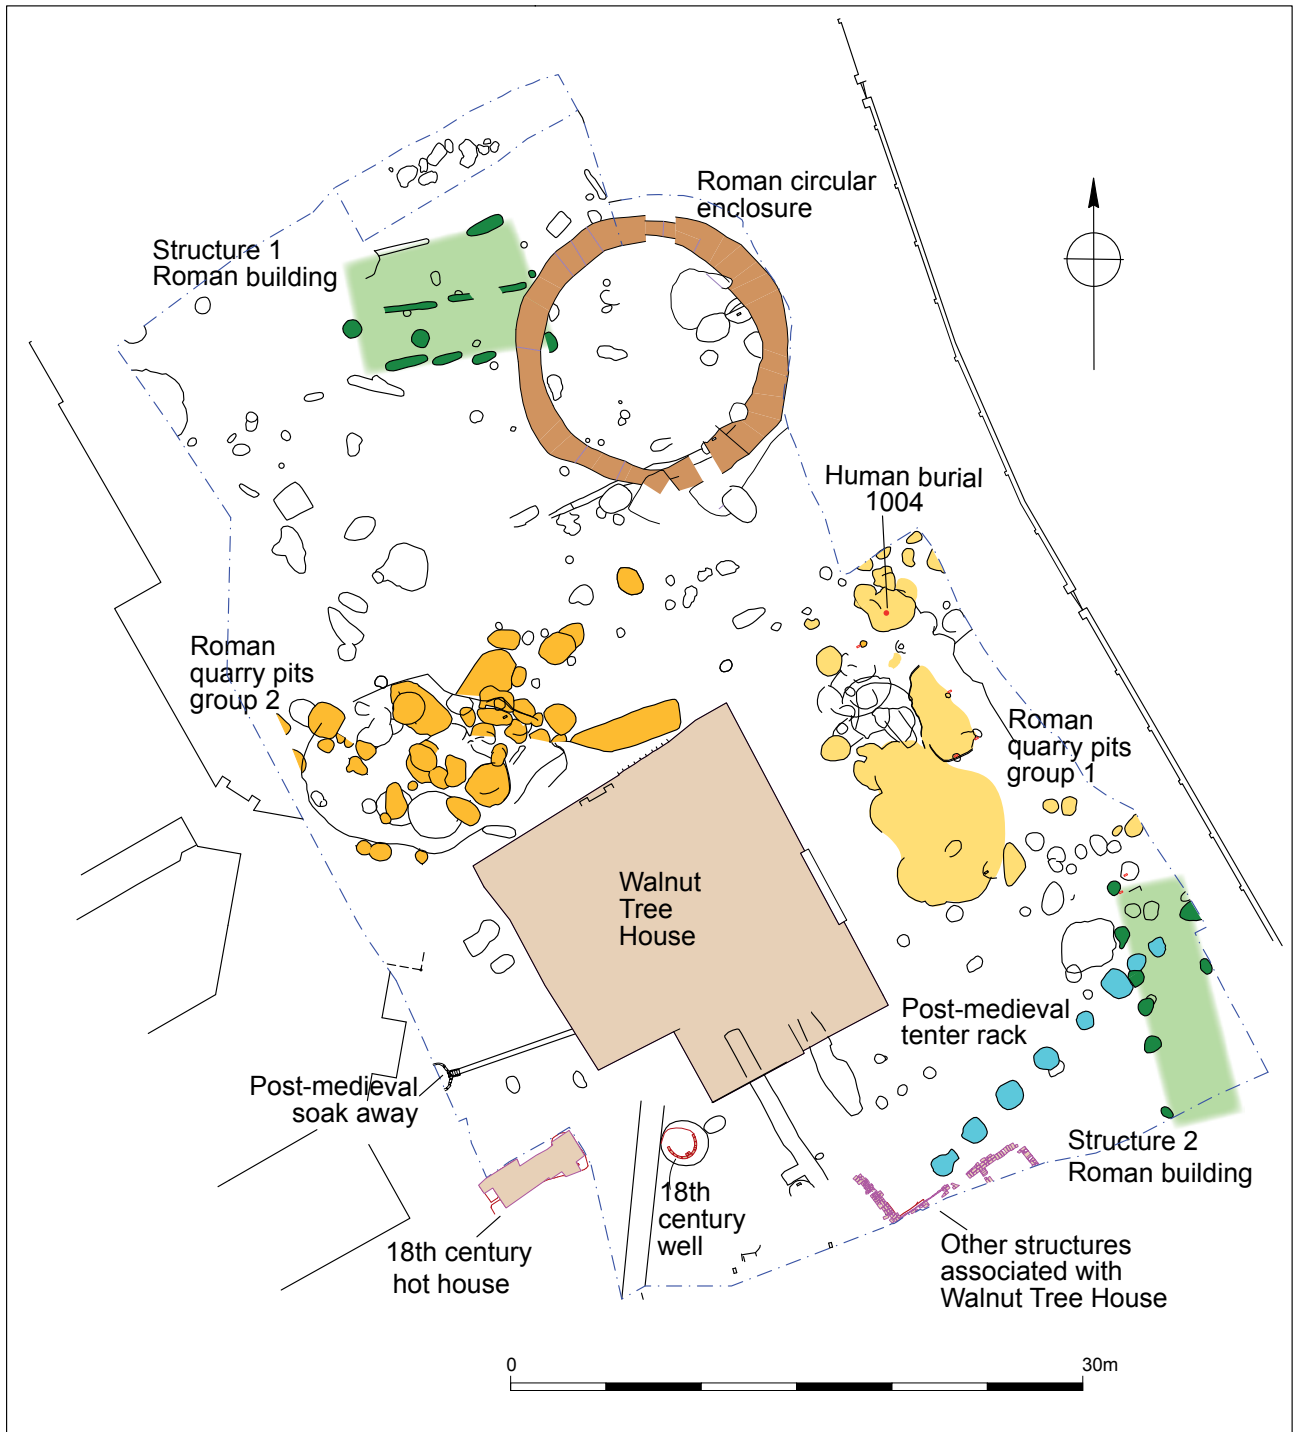 Roman circular
enclosure
Structure 1
Roman building
Human burial
1004
Roman
quarry pits
group 2
Roman
quarry pits
group 1
Walnut
Tree
House
Post-medieval
tenter rack
Post-medieval
soak away
Structure 2
Roman building
18th
century
well
18th century
hot house
Other structures
associated with
Walnut Tree House
0
30m